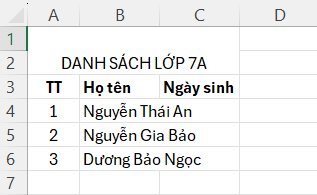 A B C D
1
2 DANH SÁCH LỚP 7A
3 TT Họ tên Ngày sinh
4 1 Nguyễn Thái An
5 2 Nguyễn Gia Bảo
6 3 Dương Bảo Ngọc
7